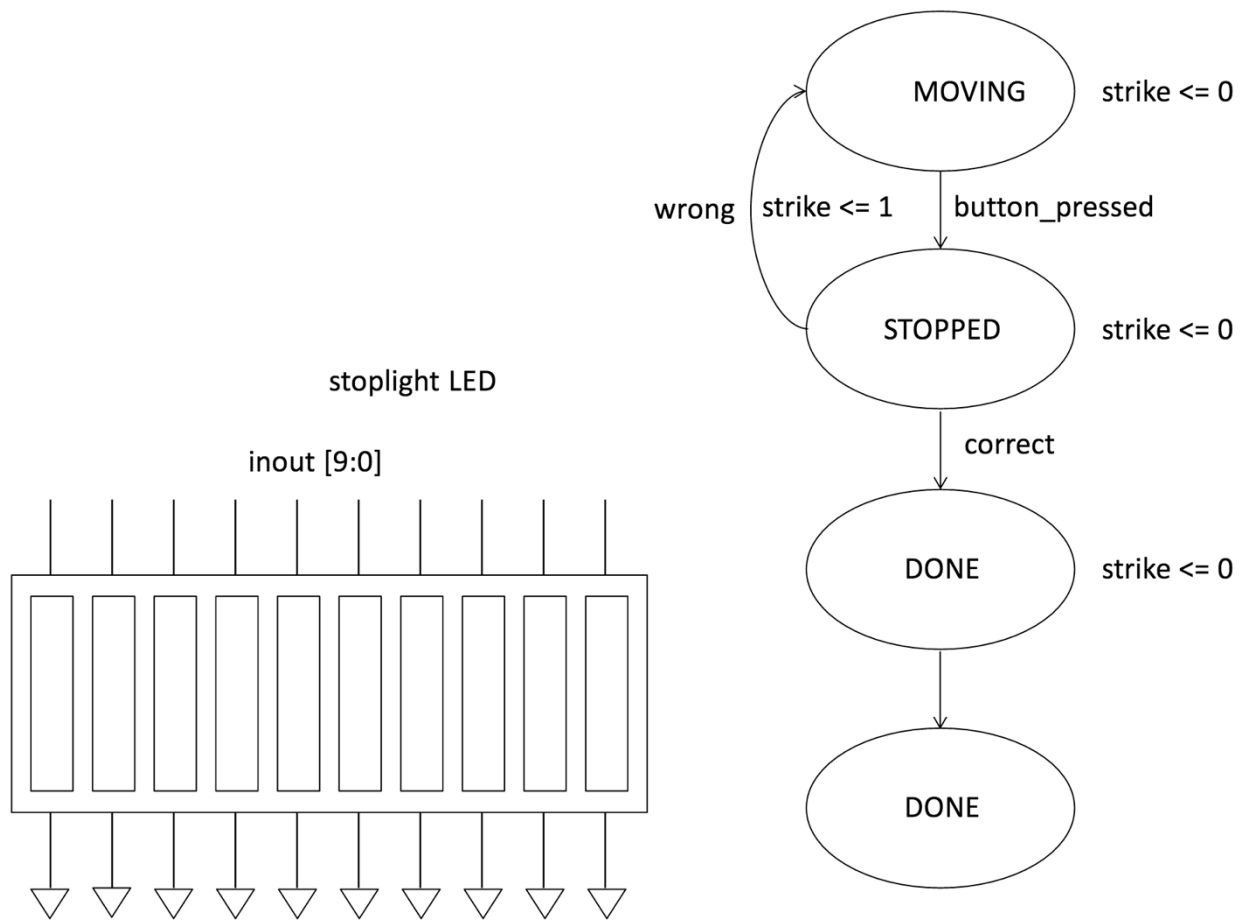 MOVING
strike <= 0
wrong
strike <= 1
button_pressed
STOPPED
strike <= 0
stoplight LED
correct
inout [9:0]
DONE
strike <= 0
DONE